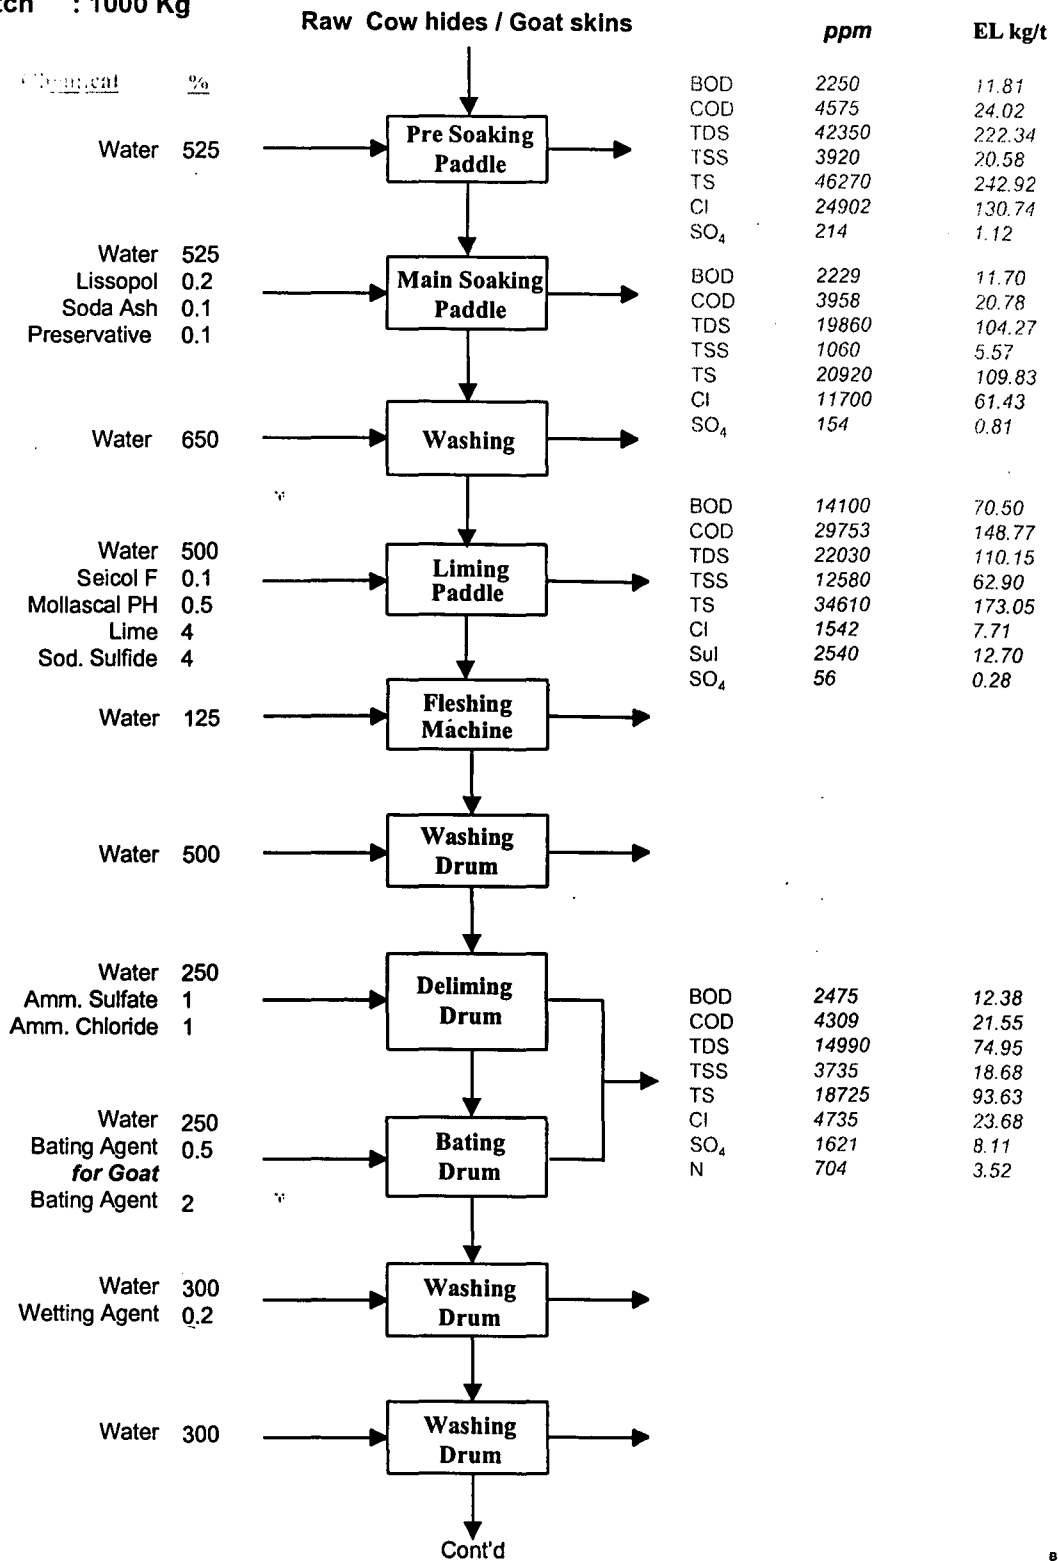 : 1000 Kg
Raw Cow hides / Goat skins
ppm EL kg/t
%
Water 525
Pre Soaking
Paddle
BOD 2250 11.81
COD 4575 24.02
TDS 42350 222.34
TSS 3920 20.58
TS 46270 242.92
Cl 24902 130.74
SO4 214 1.12
Water 525
Lissopol 0.2
Soda Ash 0.1
Preservative 0.1
Main Soaking
Paddle
BOD 2229 11.70
COD 3958 20.78
TDS 19860 104.27
TSS 1060 5.57
TS 20920 109.83
Cl 11700 61.43
SO4 154 0.81
Water 650
Washing
Water 500
Seicol F 0.1
Mollascal PH 0.5
Lime 4
Sod. Sulfide 4
Liming
Paddle
BOD 14100 70.50
COD 29753 148.77
TDS 22030 110.15
TSS 12580 62.90
TS 34610 173.05
Cl 1542 7.71
Sul 2540 12.70
SO4 56 0.28
Water 125
Fleshing
Machine
Water 500
Washing
Drum
Water 250
Amm. Sulfate 1
Amm. Chloride 1
Deliming
Drum
BOD 2475 12.38
COD 4309 21.55
TDS 14990 74.95
TSS 3735 18.68
TS 18725 93.63
Cl 4735 23.68
SO4 1621 8.11
N 704 3.52
Water 250
Bating Agent 0.5
for Goat
Bating Agent 2
Bating
Drum
Water 300
Wetting Agent 0.2
Washing
Drum
Water 300
Washing
Drum
Cont'd